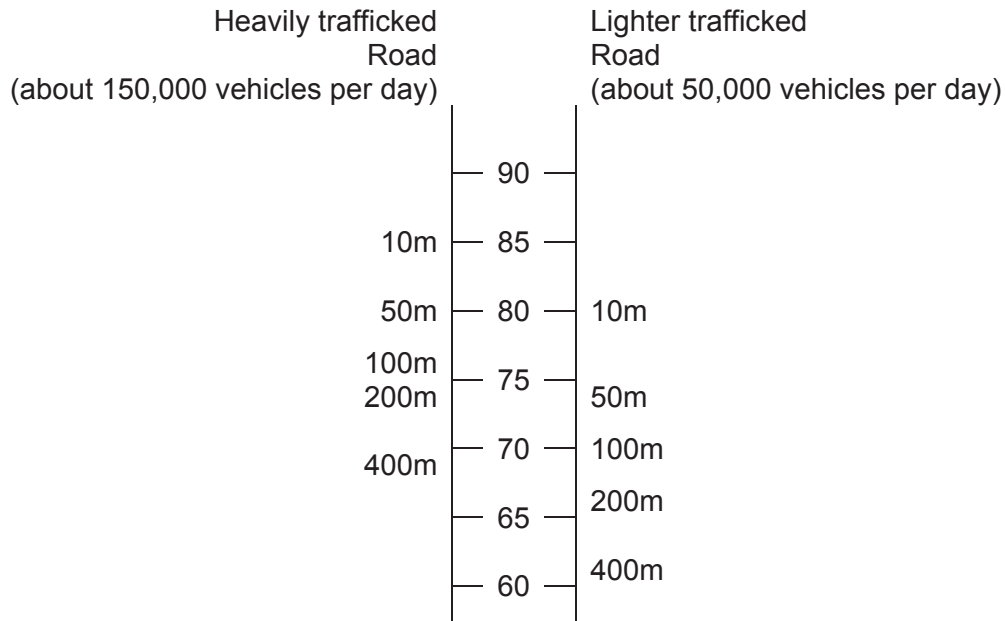 Heavily trafficked
Road
(about 150,000 vehicles per day)
Lighter trafficked
Road
(about 50,000 vehicles per day)
90
10m 85
50m 80 10m
100m
75
200m 50m
70 100m
400m
200m
65
400m
60